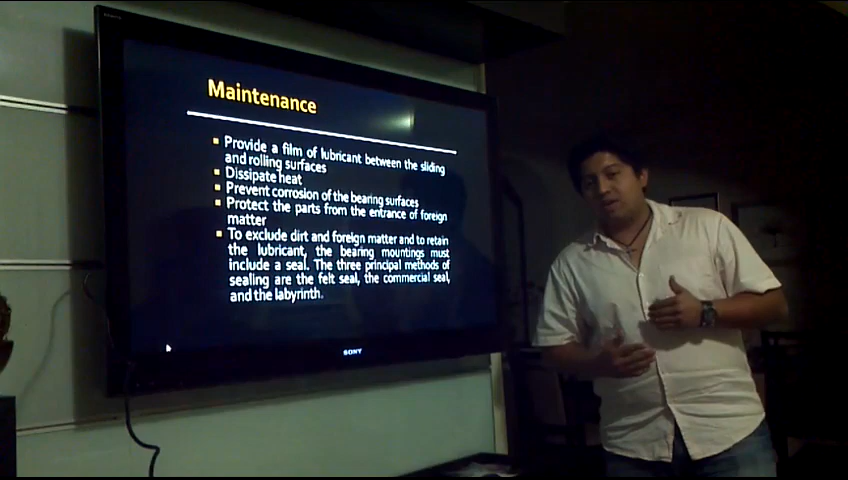 Maintenance
Provide a film of lubricant between the sliding
and rolling surfaces
Dissipate heat
Prevent corrosion of the bearing surfaces
Protect the parts from the entrance of foreign
matter
To exclude dirt and foreign matter and to retain
the lubricant, the bearing mountings must
include a seal. The three principal methods of
sealing are the felt seal, the commercial seal,
and the labyrinth.
SONY